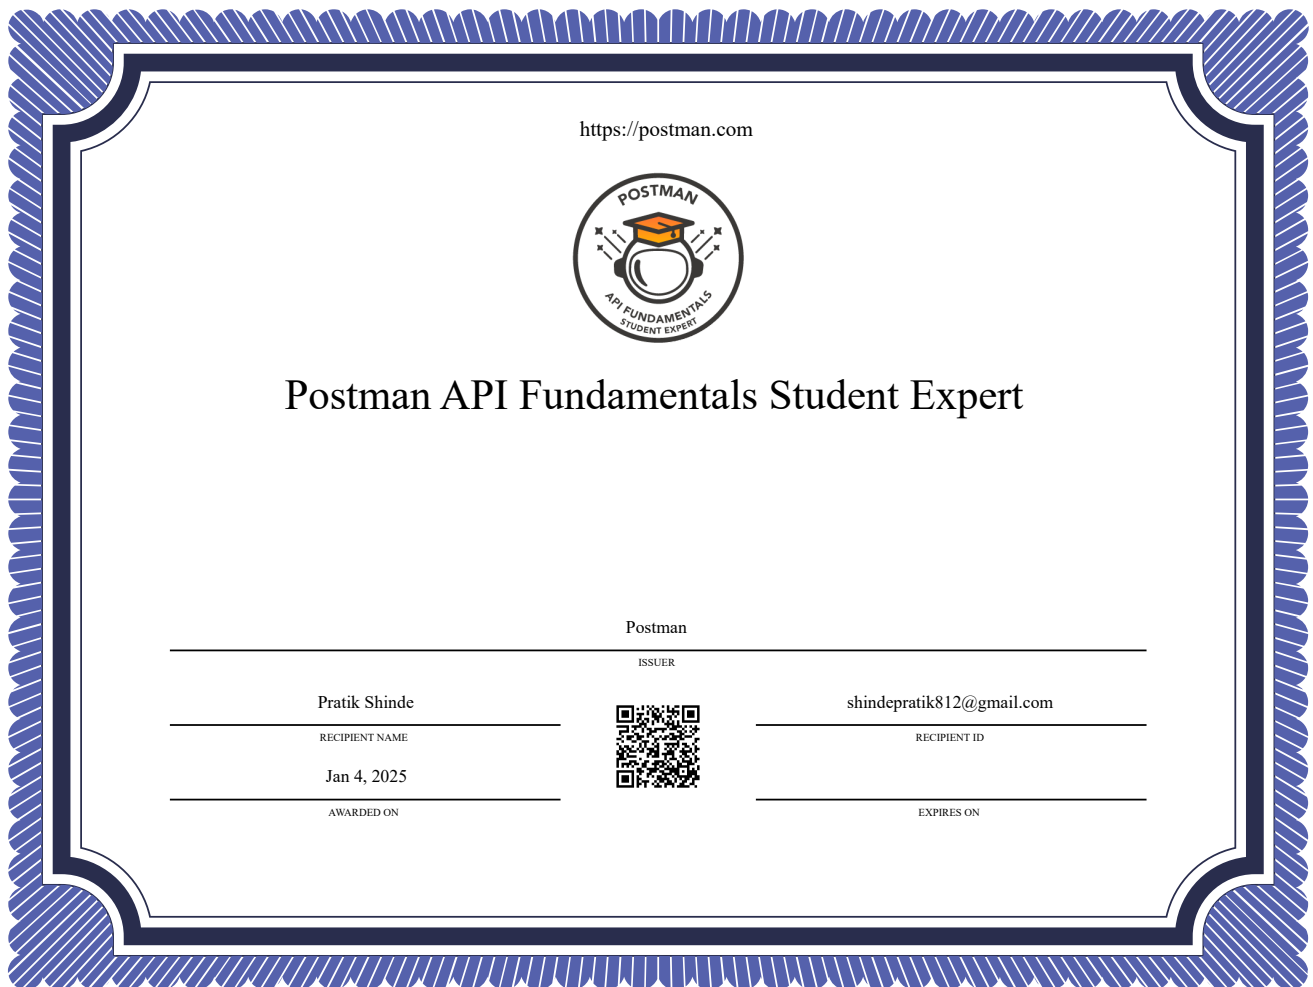 https://postman.com
POSTMAN
API FUNDAMENTALS
STUDENT EXPERT
Postman API Fundamentals Student Expert
Postman
ISSUER
Pratik Shinde
RECIPIENT NAME
shindepratik812@gmail.com
RECIPIENT ID
Jan 4, 2025
AWARDED ON
EXPIRES ON